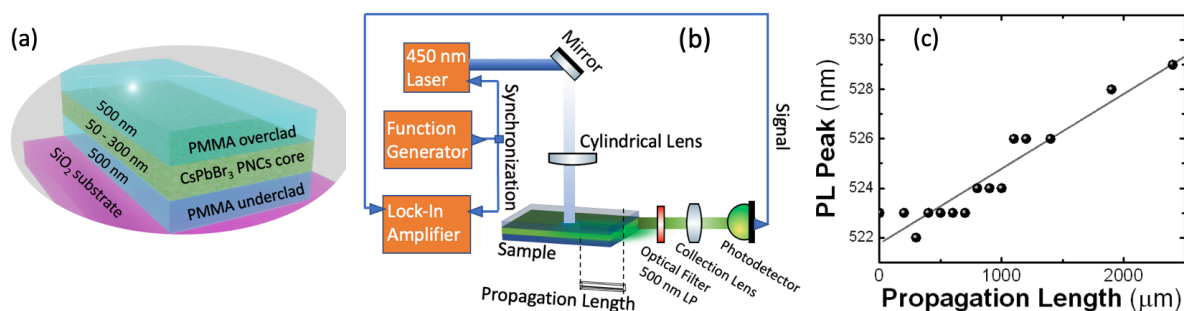 (a)
500 nm
50 - 300 nm
500 nm
SiO2 substrate
PMMA overclad
CsPbBr3 PNCs core
PMMA underclad
(b)
450 nm
Laser
Mirror
Function
Generator
Synchronization
Cylindrical Lens
Signal
Lock-In
Amplifier
Sample
Propagation Length
Optical Filter
500 nm LP
Collection Lens
Photodetector
(c)
PL Peak (nm)
530
528
526
524
522
0
1000
2000
Propagation Length (μm)